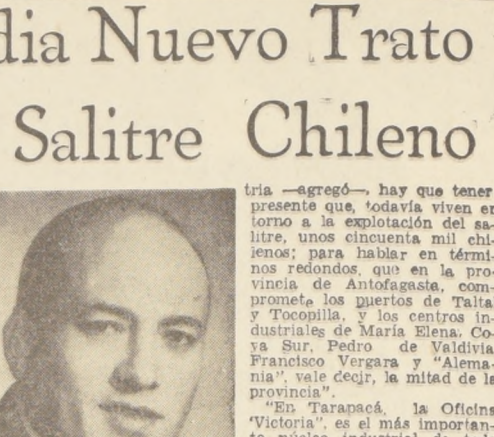 dia Nuevo Trato
Salitre Chileno
tria —agregó—, hay que tener
presente que, todavía viven en
torno a la explotación del sa-
litre, unos cincuenta mil chi-
lenos; para hablar en térmi-
nos redondos, que en la pro-
vincia de Antofagasta, com-
promete los puertos de Talta
y Tocopilla, y los centros in-
dustriales de María Elena, Co-
ya Sur, Pedro de Valdivia
Francisco Vergara y "Alema-
nia", vale decir, la mitad de la
provincia".
"En Tarapacá, la Oficina
'Victoria", es el más importan-